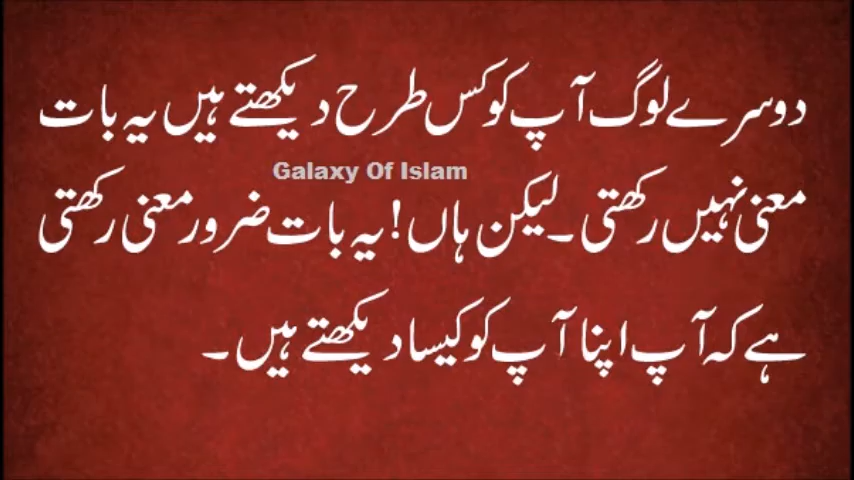 دوسرے لوگ آپ کو کس طرح دیکھتے ہیں یہ بات
Galaxy Of Islam
معنی نہیں رکھتی۔ لیکن ہاں! یہ بات ضرور معنی رکھتی
ہے کہ آپ اپنا آپ کو کیسا دیکھتے ہیں۔